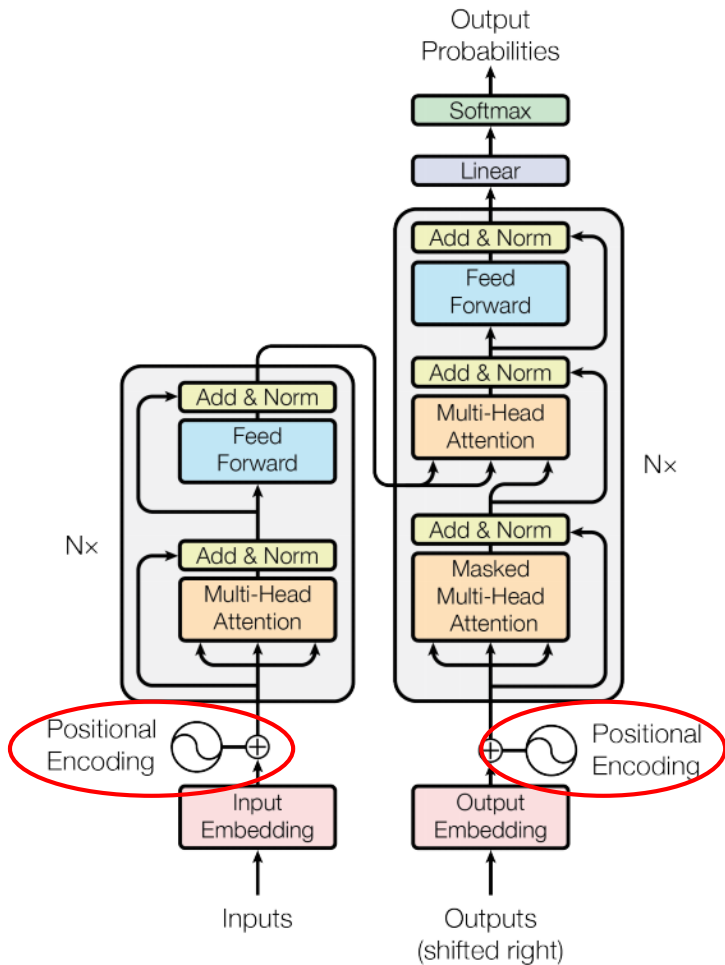 Output
Probabilities
Softmax
Linear
Add & Norm
Feed
Forward
Add & Norm
Multi-Head
Attention
Add & Norm
Masked
Multi-Head
Attention
Nx
Add & Norm
Feed
Forward
Add & Norm
Multi-Head
Attention
Nx
Positional
Encoding
Positional
Encoding
Input
Embedding
Output
Embedding
Inputs
Outputs
(shifted right)